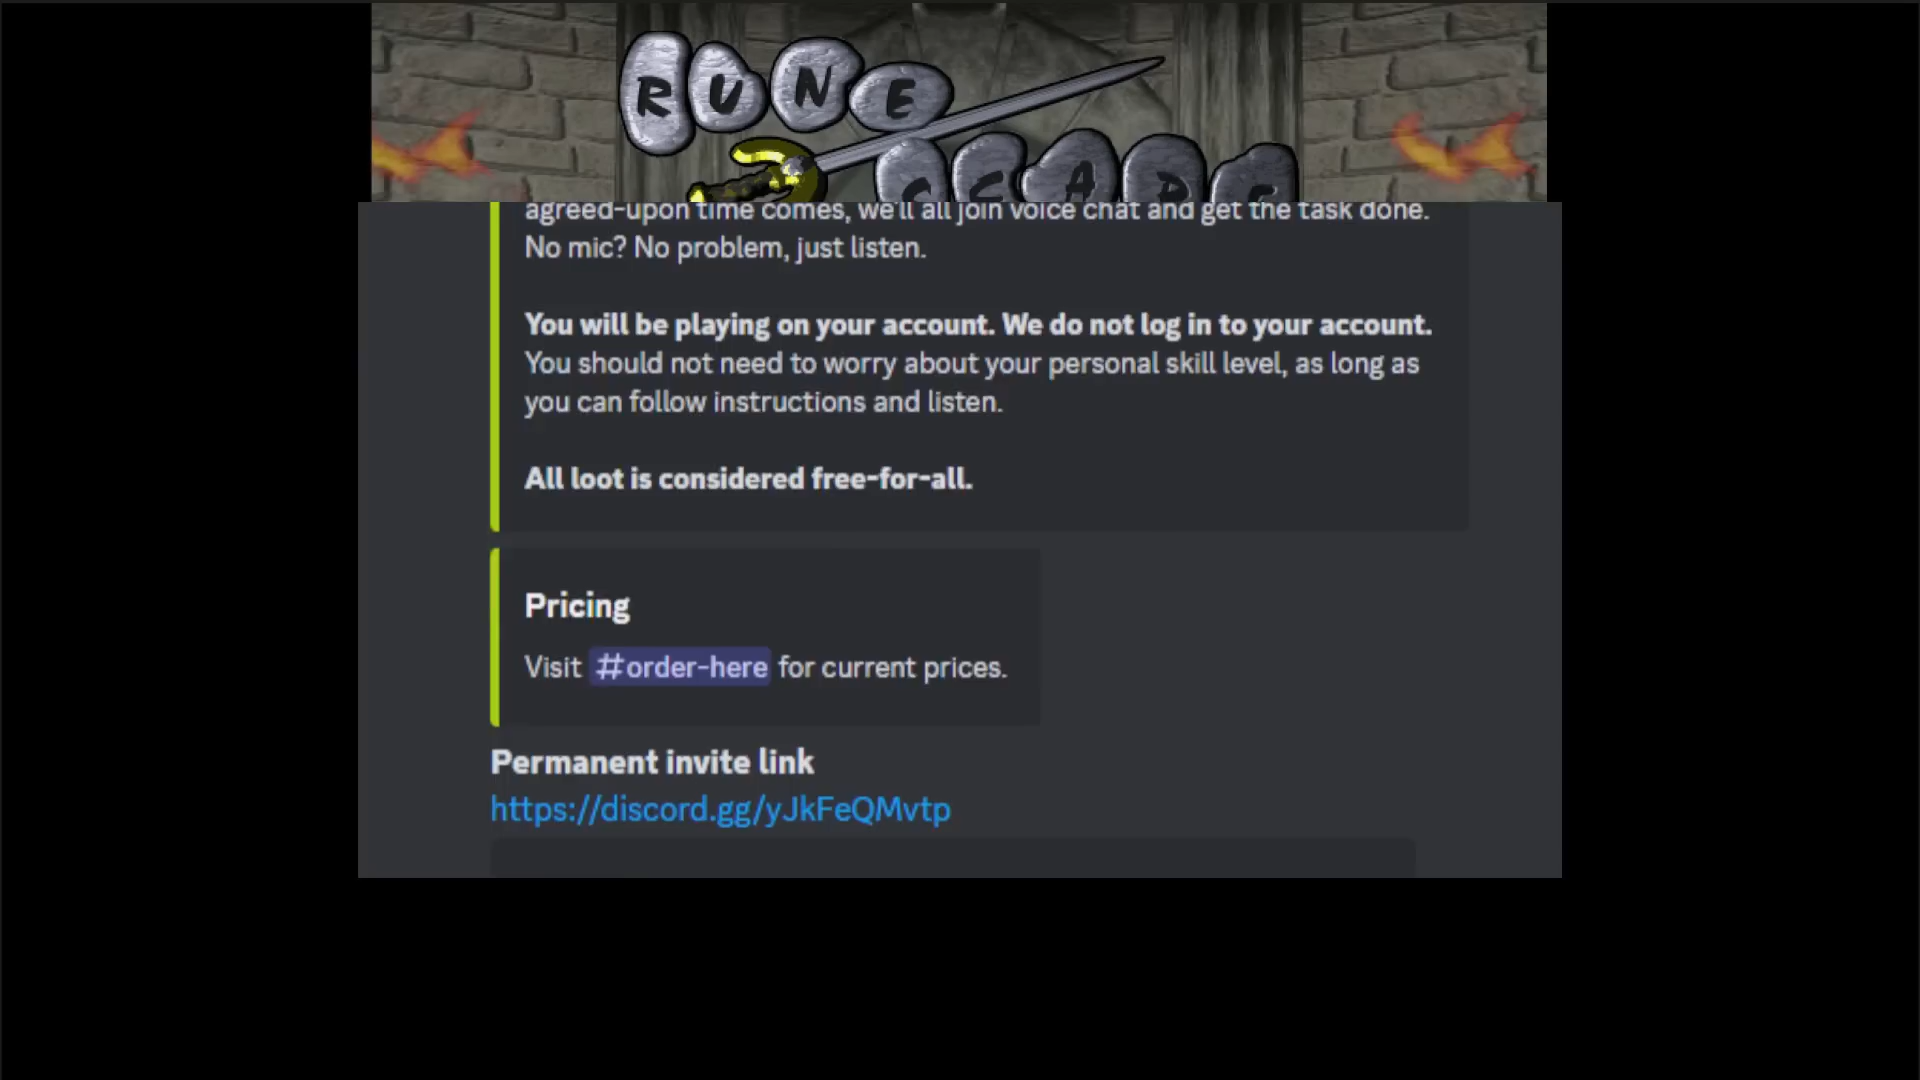 RUNE
SCAPE
agreed-upon time comes, we'll all join voice chat and get the task done.
No mic? No problem, just listen.
You will be playing on your account. We do not log in to your account.
You should not need to worry about your personal skill level, as long as
you can follow instructions and listen.
All loot is considered free-for-all.
Pricing
Visit #order-here for current prices.
Permanent invite link
https://discord.gg/yJkFeQMvtp